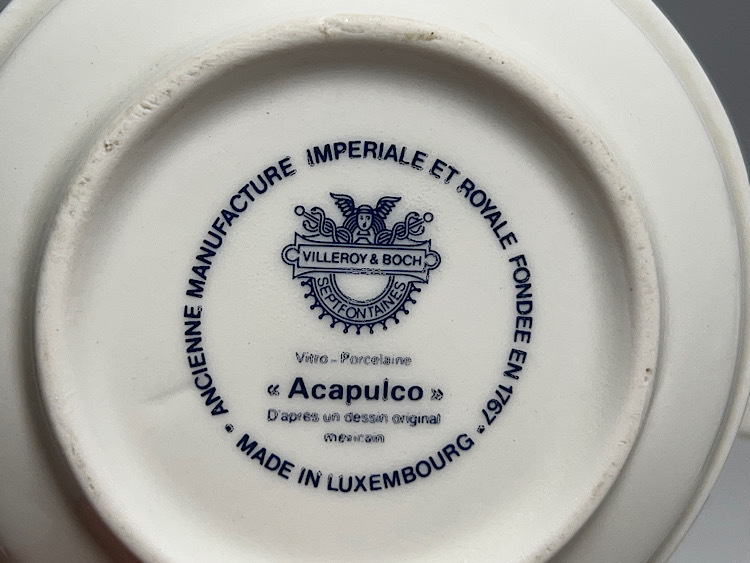 ANCIENNE MANUFACTURE IMPERIALE ET ROYALE FONDEE EN 1767
VILLEROY & BOCH
SEPTFONTAINES
Vitro - Porcelaine
« Acapulco »
D'après un dessin original
mexicain
• MADE IN LUXEMBOURG •